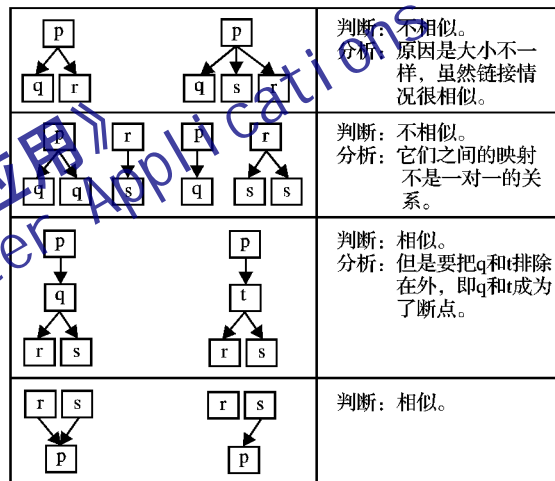 p
p
q r
q s r
判断：不相似。
分析：原因是大小不一
样，虽然链接情
况很相似。
p r p r
q q s q s s
判断：不相似。
分析：它们之间的映射
不是一对一的关
系。
p p
q t
r s r s
判断：相似。
分析：但是要把q和t排除
在外，即q和t成为
了断点。
r s r s
p p
判断：相似。
应用》
ter Applications